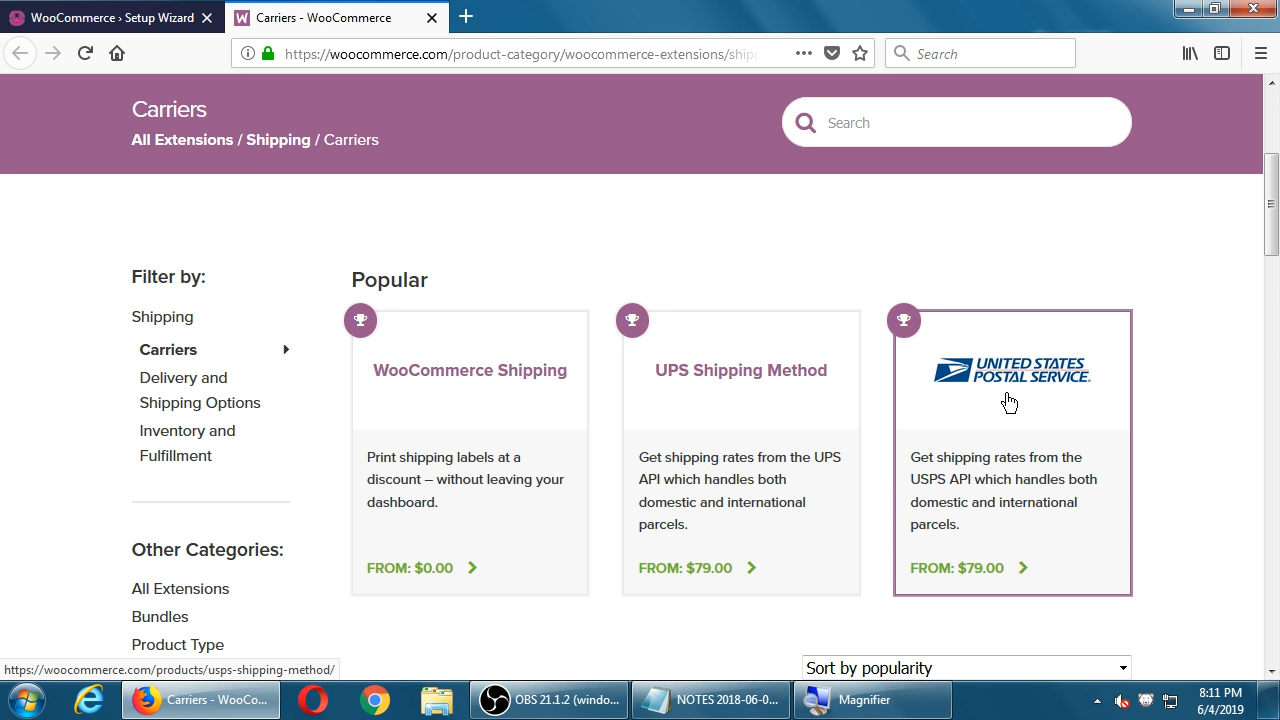 WooCommerce › Setup Wizard
Carriers - WooCommerce
https://woocommerce.com/product-category/woocommerce-extensions/ship
Search
Carriers
All Extensions / Shipping / Carriers
Search
Filter by:
Shipping
Carriers
Delivery and
Shipping Options
Inventory and
Fulfillment
Other Categories:
All Extensions
Bundles
Product Type
Popular
WooCommerce Shipping
Print shipping labels at a
discount – without leaving your
dashboard.
FROM: $0.00
UPS Shipping Method
Get shipping rates from the UPS
API which handles both
domestic and international
parcels.
FROM: $79.00
UNITED STATES
POSTAL SERVICE.
Get shipping rates from the
USPS API which handles both
domestic and international
parcels.
FROM: $79.00
Sort by popularity
https://woocommerce.com/products/usps-shipping-method/
Carriers - WooCo...
OBS 21.1.2 (windo...
NOTES 2018-06-0...
Magnifier
8:11 PM
6/4/2019